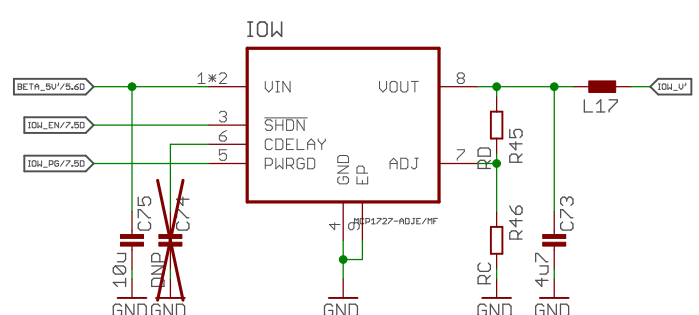 IOW
BETA_5V'/5.6D
1*2
VIN
VOUT
8
IOW_V'
L17
IOW_EN/7.5D
3
SHDN
6
CDELAY
IOW_PG/7.5D
5
PWRGD
GND
EP
ADJ
7
RD
R45
4
9
MCP1727-ADJE/MF
C75
10u
C74
DNP
R46
RC
C73
4u7
GND
GND
GND
GND
GND